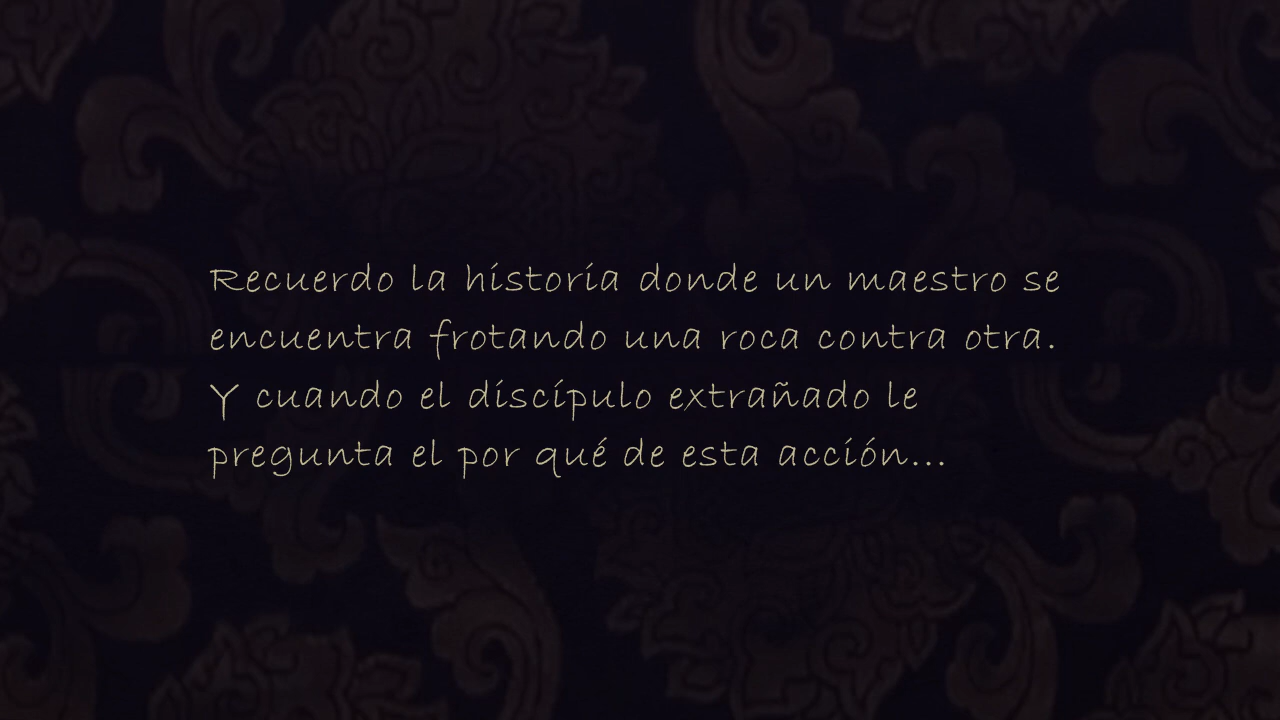 Recuerdo la historia donde un maestro se
encuentra frotando una roca contra otra.
Y cuando el discípulo extrañado le
pregunta el por qué de esta acción...